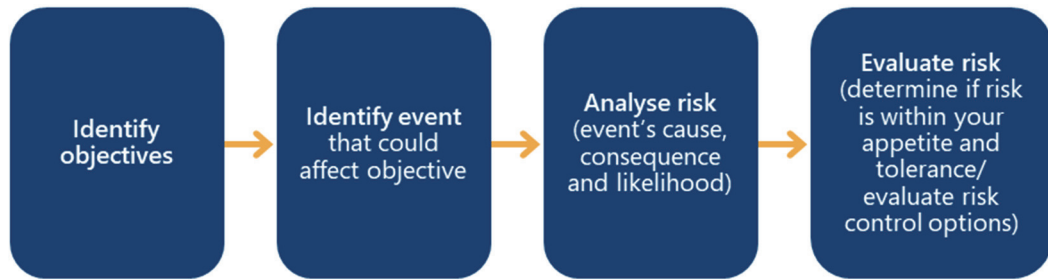 Identify
objectives
Identify event
that could
affect objective
Analyse risk
(event’s cause,
consequence
and likelihood)
Evaluate risk
(determine if risk
is within your
appetite and
tolerance/
evaluate risk
control options)